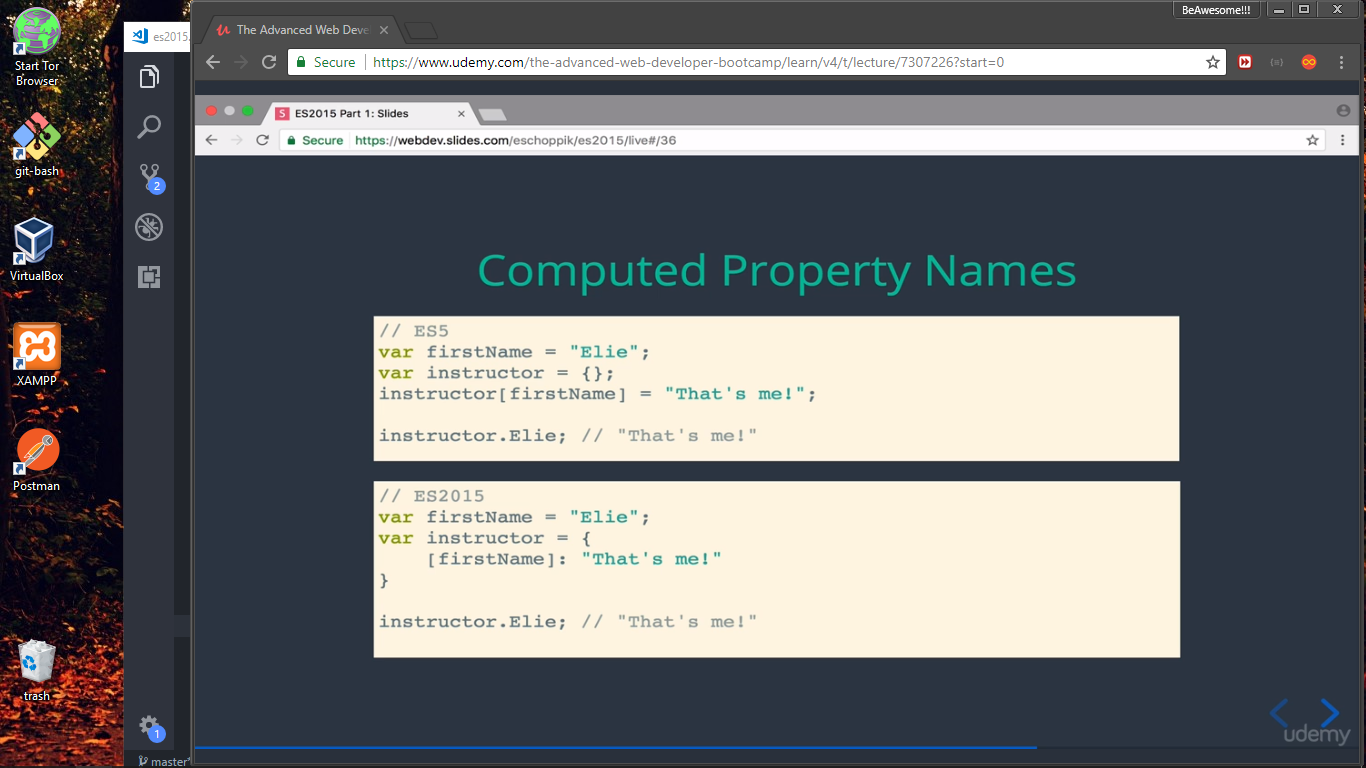 BeAwesome!!!
The Advanced Web Deve
Secure
https://www.udemy.com/the-advanced-web-developer-bootcamp/learn/v4/t/lecture/7307226?start=0
Start Tor
Browser
git-bash
VirtualBox
XAMPP
Postman
trash
es2015.
2
1
master*
S
ES2015 Part 1: Slides
Secure
https://webdev.slides.com/eschoppik/es2015/live#/36
Computed Property Names
// ES5
var firstName = "Elie";
var instructor = {};
instructor[firstName] = "That's me!";
instructor.Elie; // "That's me!"
// ES2015
var firstName = "Elie";
var instructor = {
    [firstName]: "That's me!"
}
instructor.Elie; // "That's me!"
udemy